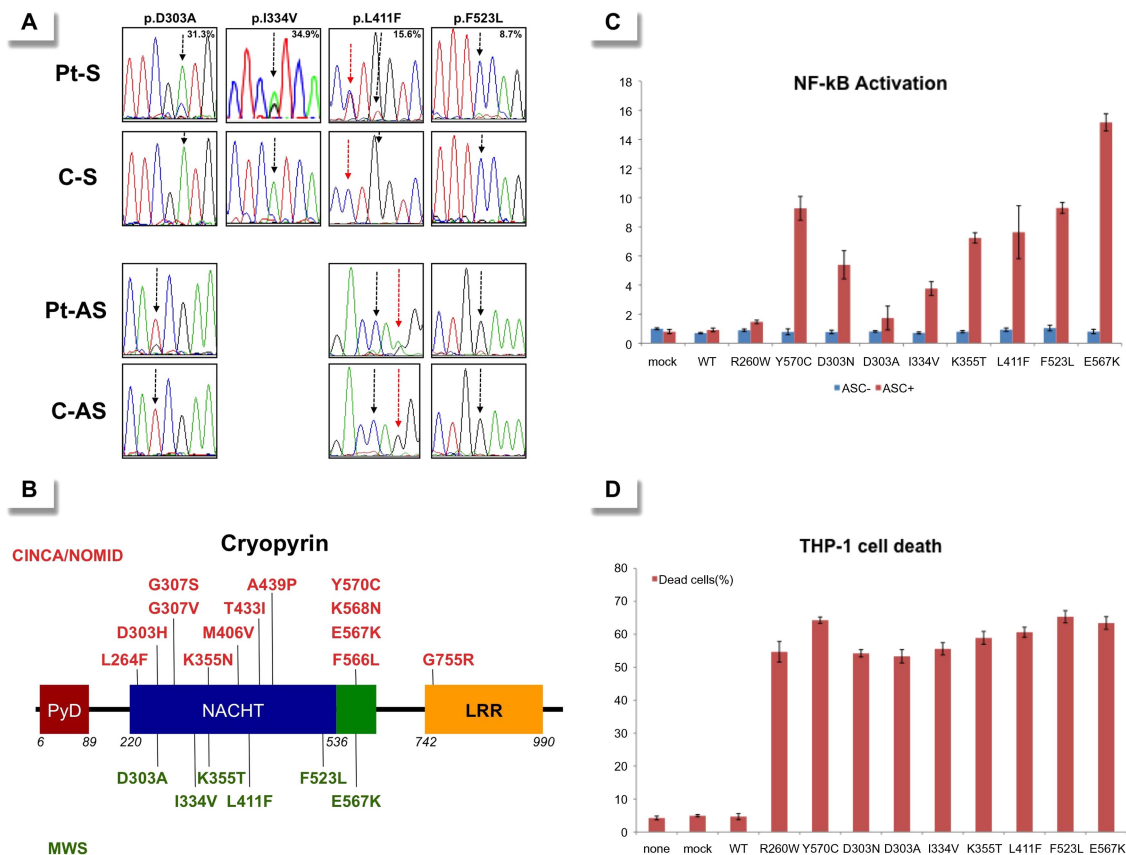 A
p.D303A p.I334V p.L411F p.F523L
31.3% 34.9% 15.6% 8.7%
Pt-S
C-S
Pt-AS
C-AS
B
Cryopyrin
CINCA/NOMID
G307S A439P Y570C
G307V T433I K568N
D303H M406V E567K
L264F K355N F566L G755R
PyD NACHT LRR
6 89 220 536 742 990
D303A K355T F523L
I334V L411F E567K
MWS
C
NF-kB Activation
18
16
14
12
10
8
6
4
2
0
mock WT R260W Y570C D303N D303A I334V K355T L411F F523L E567K
ASC- ASC+
D
THP-1 cell death
Dead cells(%)
80
70
60
50
40
30
20
10
0
none mock WT R260W Y570C D303N D303A I334V K355T L411F F523L E567K